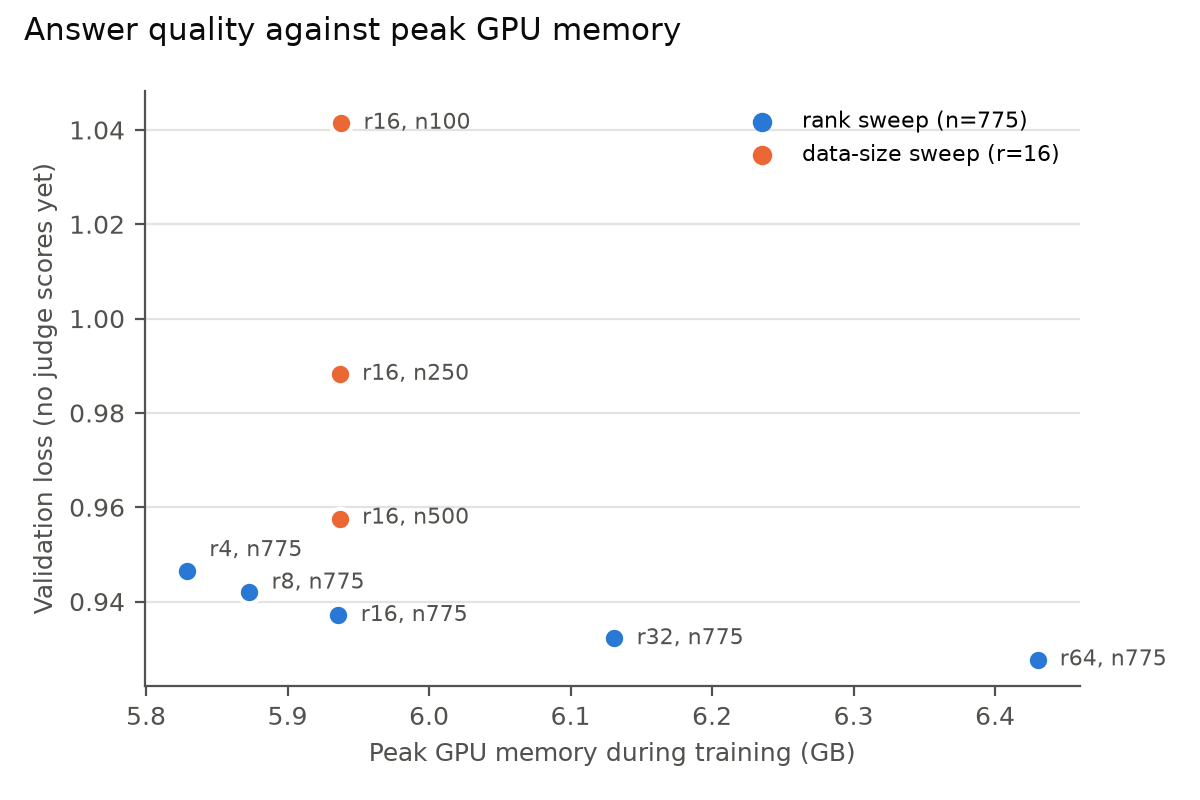 Answer quality against peak GPU memory
rank sweep (n=775)
data-size sweep (r=16)
Validation loss (no judge scores yet)
1.04
1.02
1.00
0.98
0.96
0.94
r16, n100
r16, n250
r16, n500
r4, n775
r8, n775
r16, n775
r32, n775
r64, n775
5.8 5.9 6.0 6.1 6.2 6.3 6.4
Peak GPU memory during training (GB)